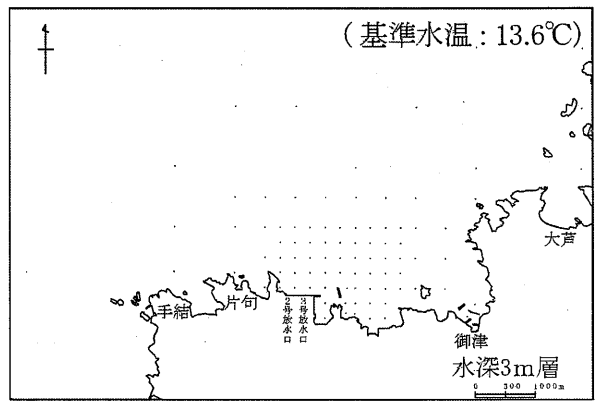 (基準水温：13.6℃)
大芦
手結
片句
2号放水口
3号放水口
御津
水深3m層
0 500 1000m